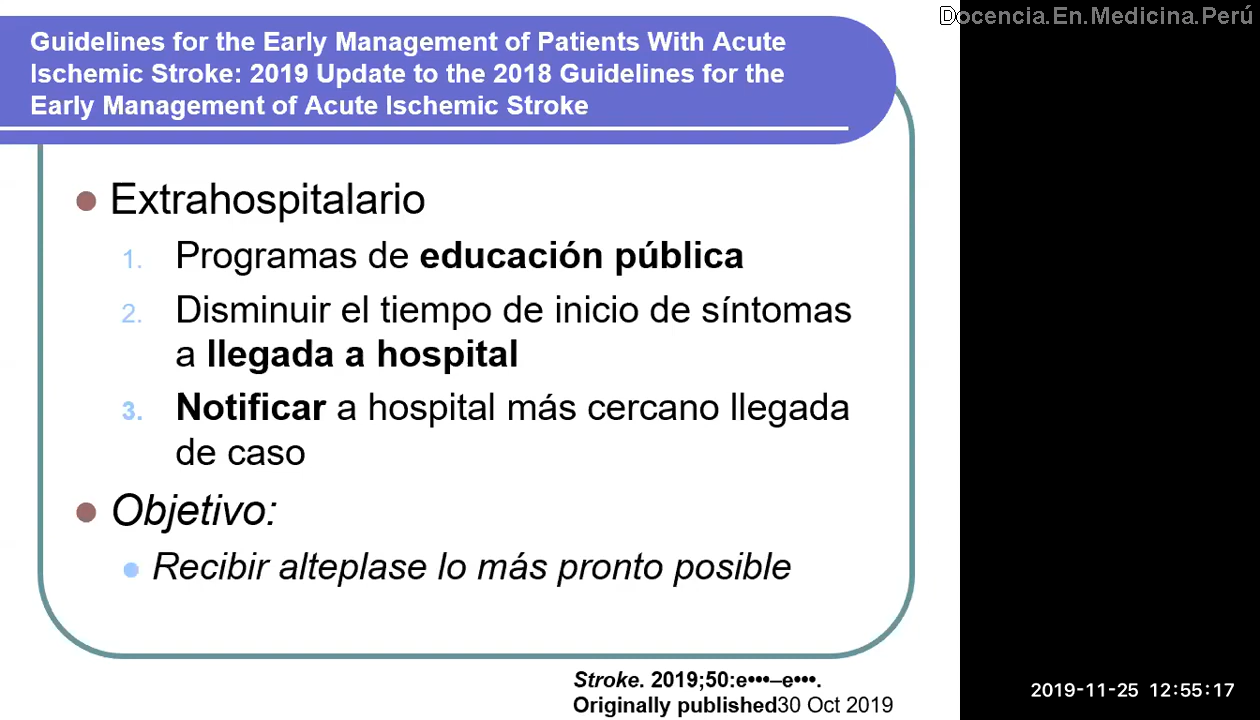 Docencia.En.Medicina.Perú
Guidelines for the Early Management of Patients With Acute
Ischemic Stroke: 2019 Update to the 2018 Guidelines for the
Early Management of Acute Ischemic Stroke
Extrahospitalario
1. Programas de educación pública
2. Disminuir el tiempo de inicio de síntomas
a llegada a hospital
3. Notificar a hospital más cercano llegada
de caso
Objetivo:
Recibir alteplase lo más pronto posible
Stroke. 2019;50:e•••–e•••.
Originally published30 Oct 2019
2019-11-25 12:55:17